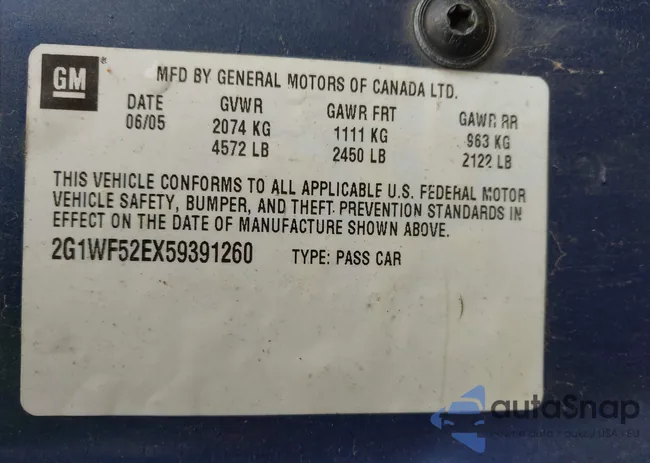 GM ®
MFD BY GENERAL MOTORS OF CANADA LTD.
DATE GVWR GAWR FRT GAWR RR
06/05 2074 KG 1111 KG 963 KG
4572 LB 2450 LB 2122 LB
THIS VEHICLE CONFORMS TO ALL APPLICABLE U.S. FEDERAL MOTOR
VEHICLE SAFETY, BUMPER, AND THEFT PREVENTION STANDARDS IN
EFFECT ON THE DATE OF MANUFACTURE SHOWN ABOVE.
2G1WF52EX59391260 TYPE: PASS CAR
autoSnap